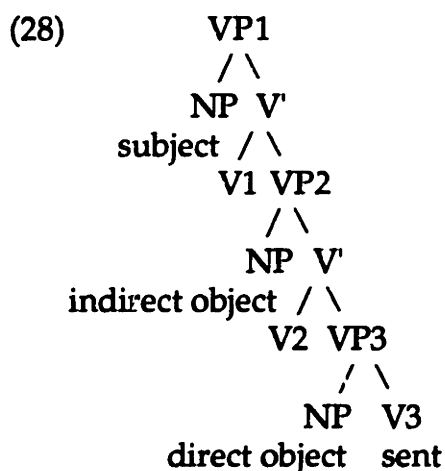 (28) VP1
/ \
NP V'
subject / \
V1 VP2
/ \
NP V'
indirect object / \
V2 VP3
/ \
NP V3
direct object sent